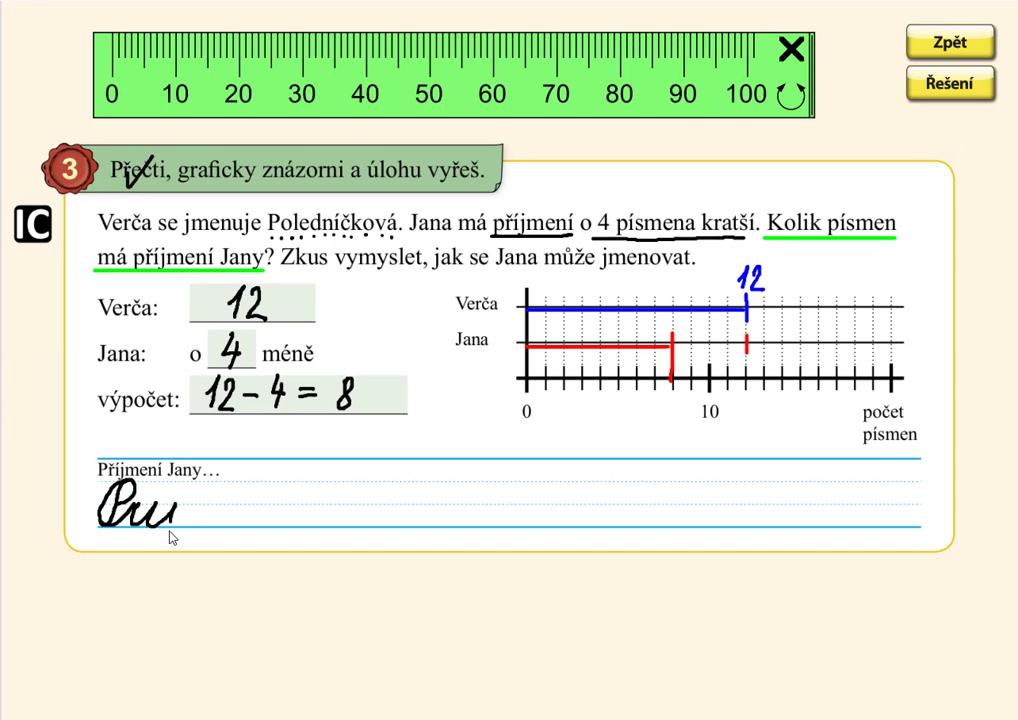 0 10 20 30 40 50 60 70 80 90 100
Zpět
Řešení
3 Přečti, graficky znázorni a úlohu vyřeš.
IC
Verča se jmenuje Poledníčková. Jana má příjmení o 4 písmena kratší. Kolik písmen
má příjmení Jany? Zkus vymyslet, jak se Jana může jmenovat.
Verča: 12
Jana: o 4 méně
výpočet: 12 - 4 = 8
12
Verča
Jana
0 10 počet
písmen
Příjmení Jany…